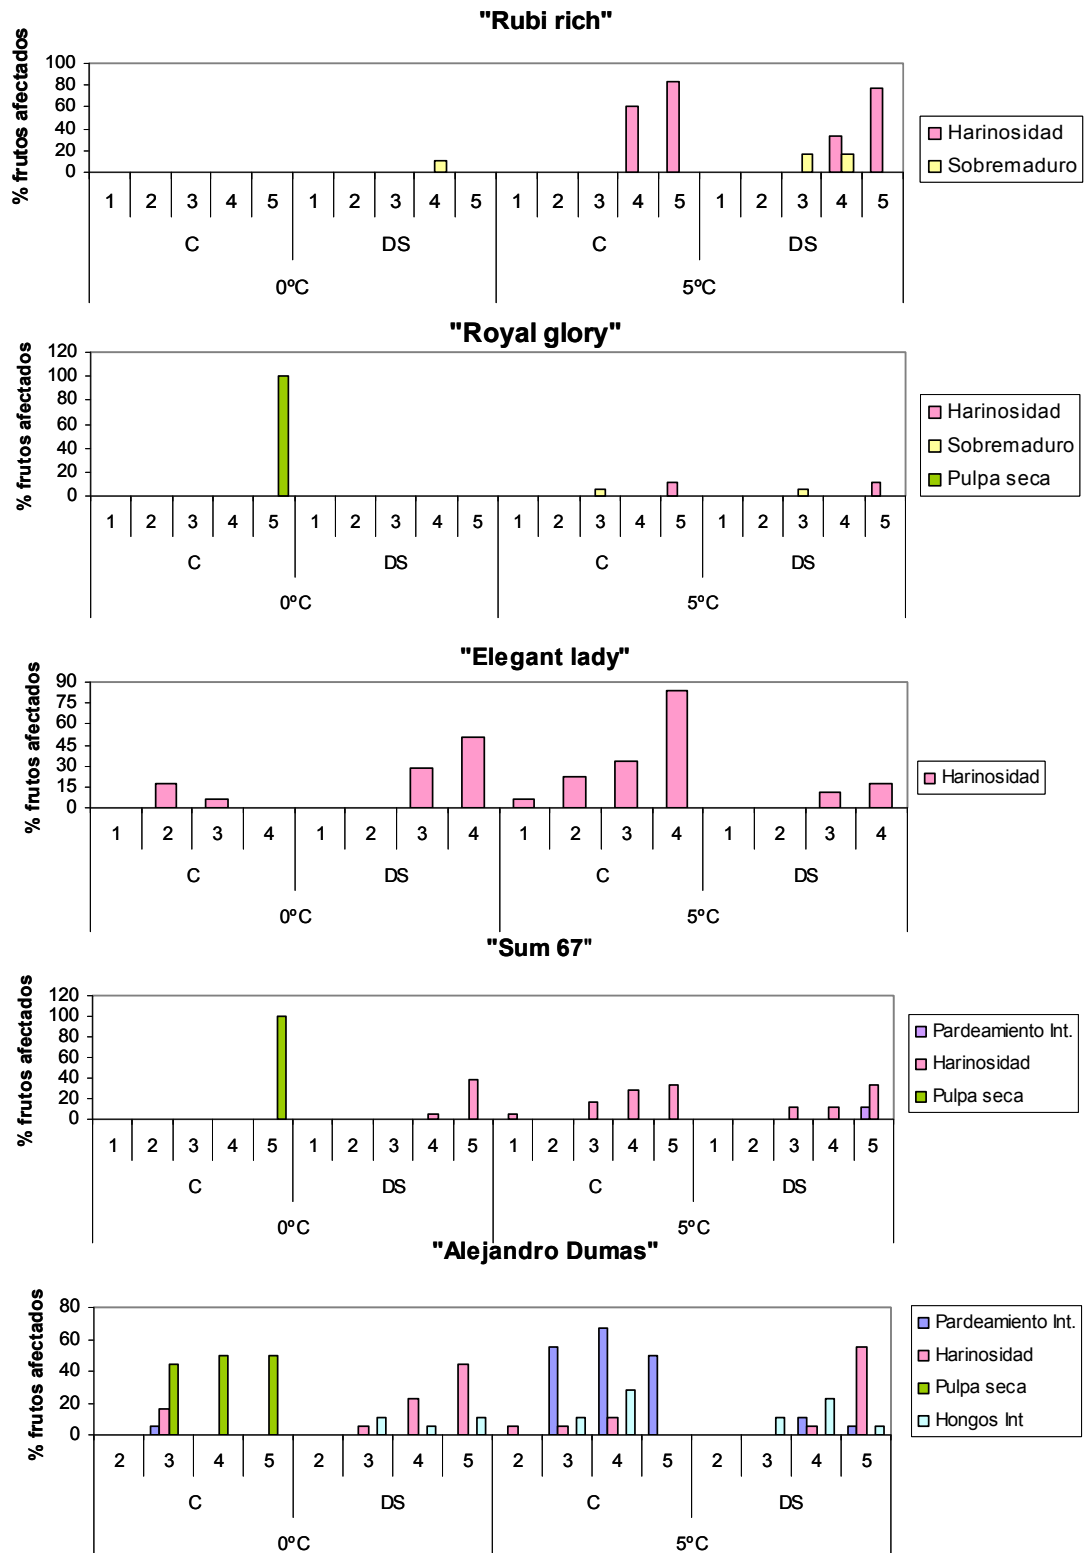 "Rubi rich"
% frutos afectados
100
80
60
40
20
0
1 2 3 4 5 1 2 3 4 5 1 2 3 4 5 1 2 3 4 5
C DS C DS
0ºC 5ºC
Harinosidad
Sobremaduro
"Royal glory"
% frutos afectados
120
100
80
60
40
20
0
1 2 3 4 5 1 2 3 4 5 1 2 3 4 5 1 2 3 4 5
C DS C DS
0ºC 5ºC
Harinosidad
Sobremaduro
Pulpa seca
"Elegant lady"
% frutos afectados
90
75
60
45
30
15
0
1 2 3 4 1 2 3 4 1 2 3 4 1 2 3 4
C DS C DS
0ºC 5ºC
Harinosidad
"Sum 67"
% frutos afectados
120
100
80
60
40
20
0
1 2 3 4 5 1 2 3 4 5 1 2 3 4 5 1 2 3 4 5
C DS C DS
0ºC 5ºC
Pardeamiento Int.
Harinosidad
Pulpa seca
"Alejandro Dumas"
% frutos afectados
80
60
40
20
0
2 3 4 5 2 3 4 5 2 3 4 5 2 3 4 5
C DS C DS
0ºC 5ºC
Pardeamiento Int.
Harinosidad
Pulpa seca
Hongos Int